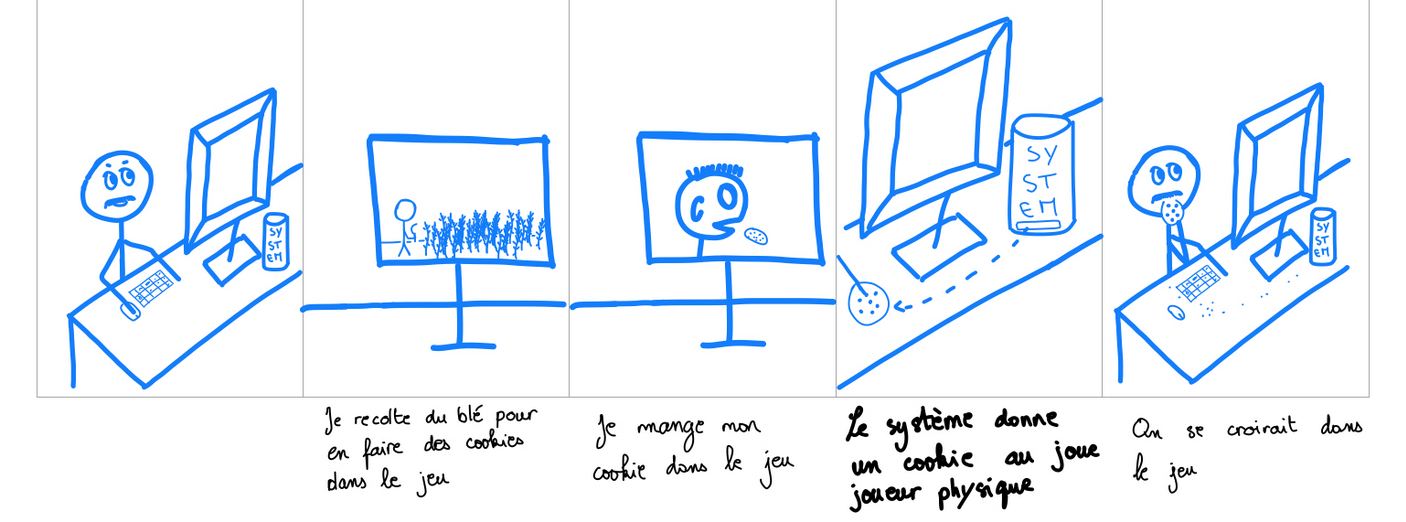 SY
ST
EM
Je recolte du blé pour
en faire des cookies
dans le jeu
Je mange mon
cookie dans le jeu
SY
ST
EM
Le système donne
un cookie au joue
joueur physique
SY
ST
EM
On se croirait dans
le jeu